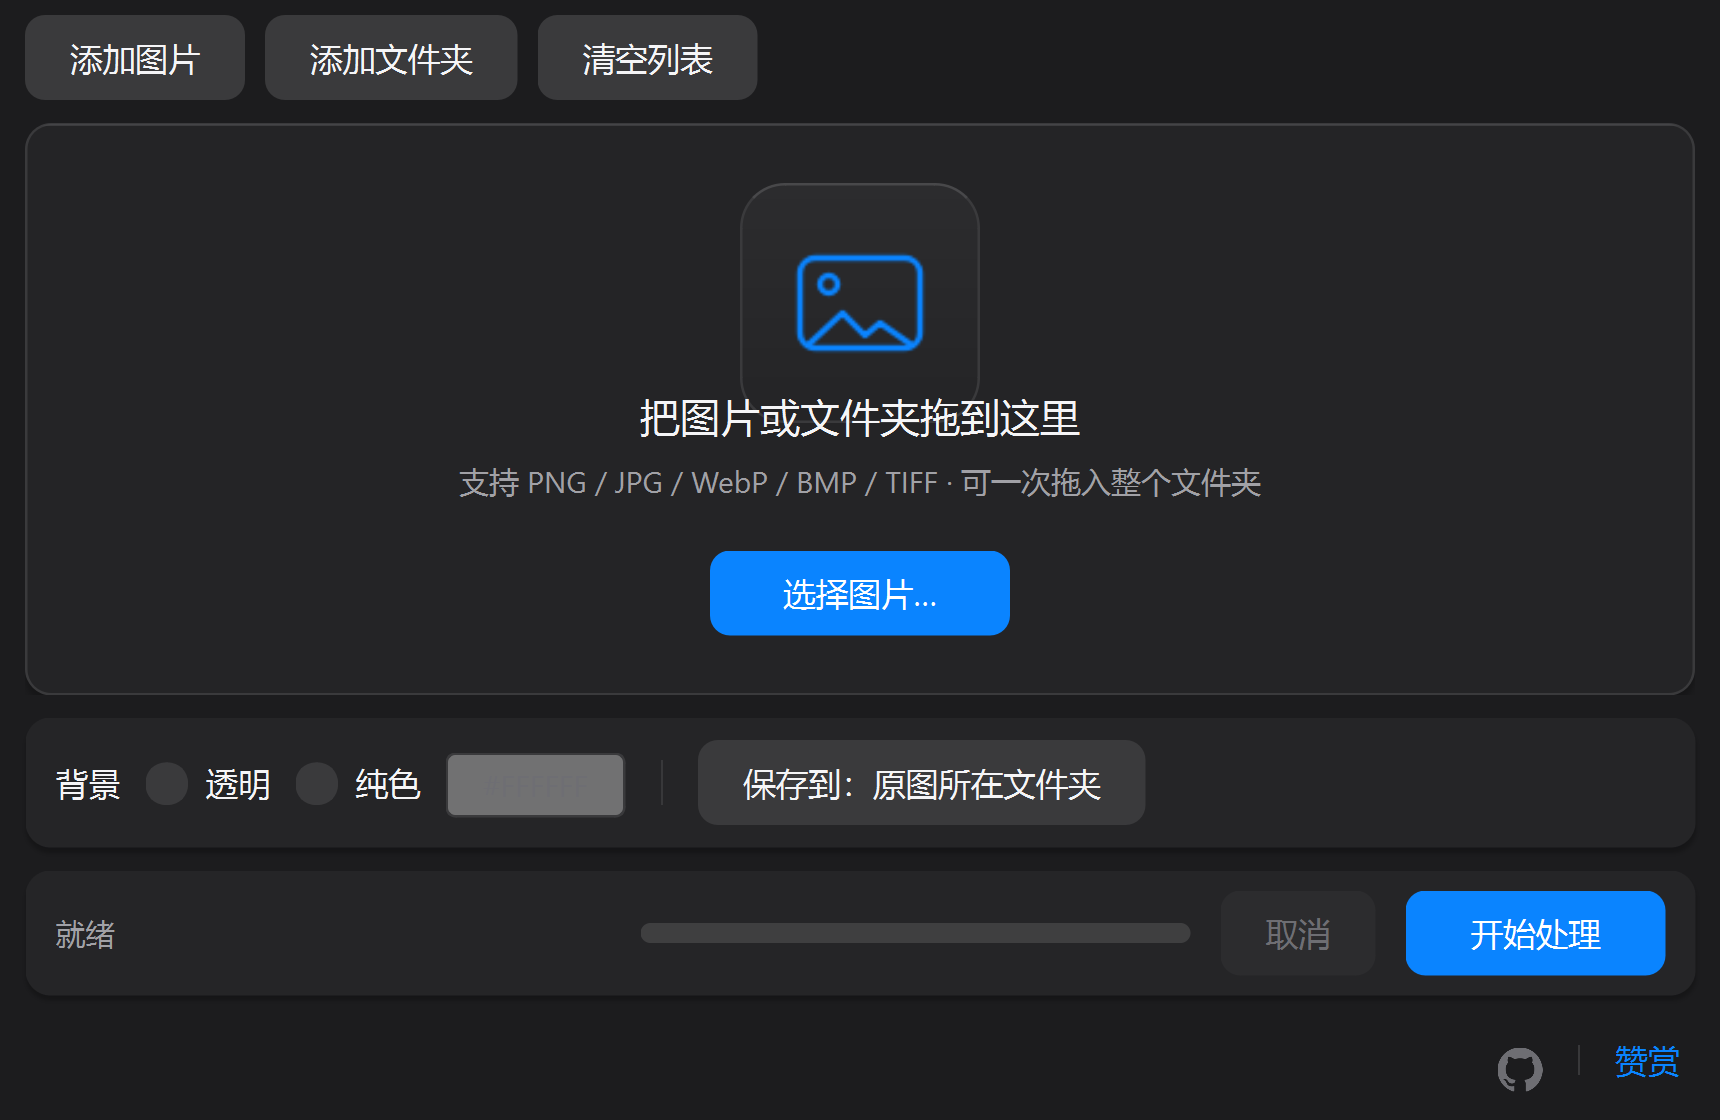 添加图片 添加文件夹 清空列表
把图片或文件夹拖到这里
支持 PNG / JPG / WebP / BMP / TIFF · 可一次拖入整个文件夹
选择图片...
背景 透明 纯色 保存到：原图所在文件夹
就绪 取消 开始处理
赞赏